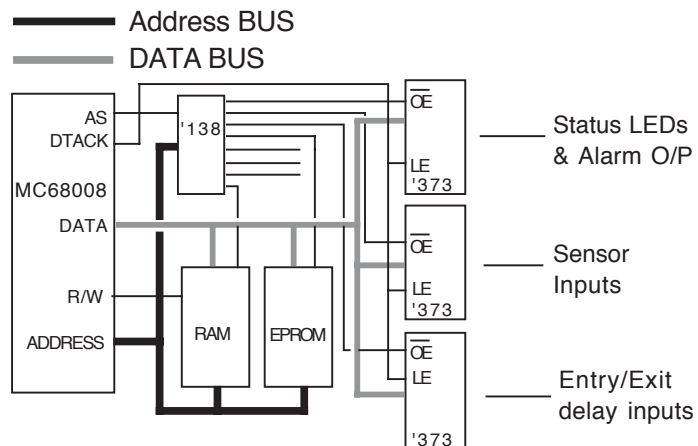 Address BUS
DATA BUS
AS
DTACK
MC68008
DATA
R/W
ADDRESS
'138
RAM
EPROM
OE
LE
'373
Status LEDs
& Alarm O/P
OE
LE
'373
Sensor
Inputs
OE
LE
'373
Entry/Exit
delay inputs